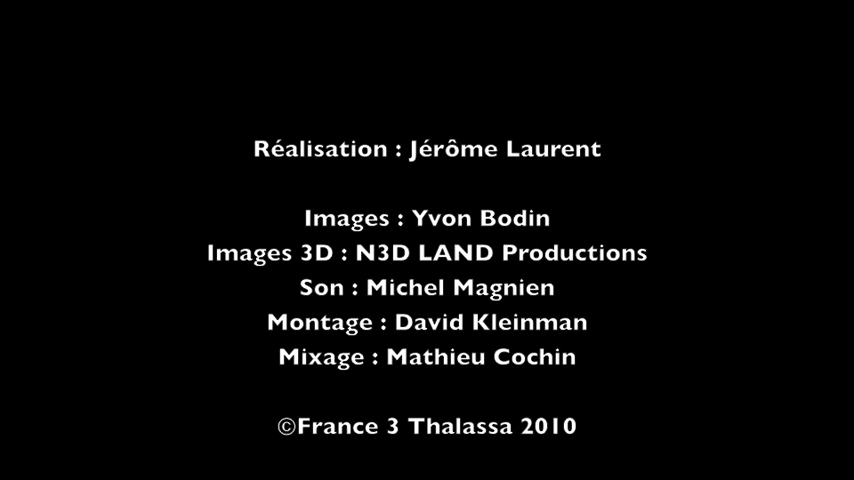 Réalisation : Jérôme Laurent
Images : Yvon Bodin
Images 3D : N3D LAND Productions
Son : Michel Magnien
Montage : David Kleinman
Mixage : Mathieu Cochin
©France 3 Thalassa 2010